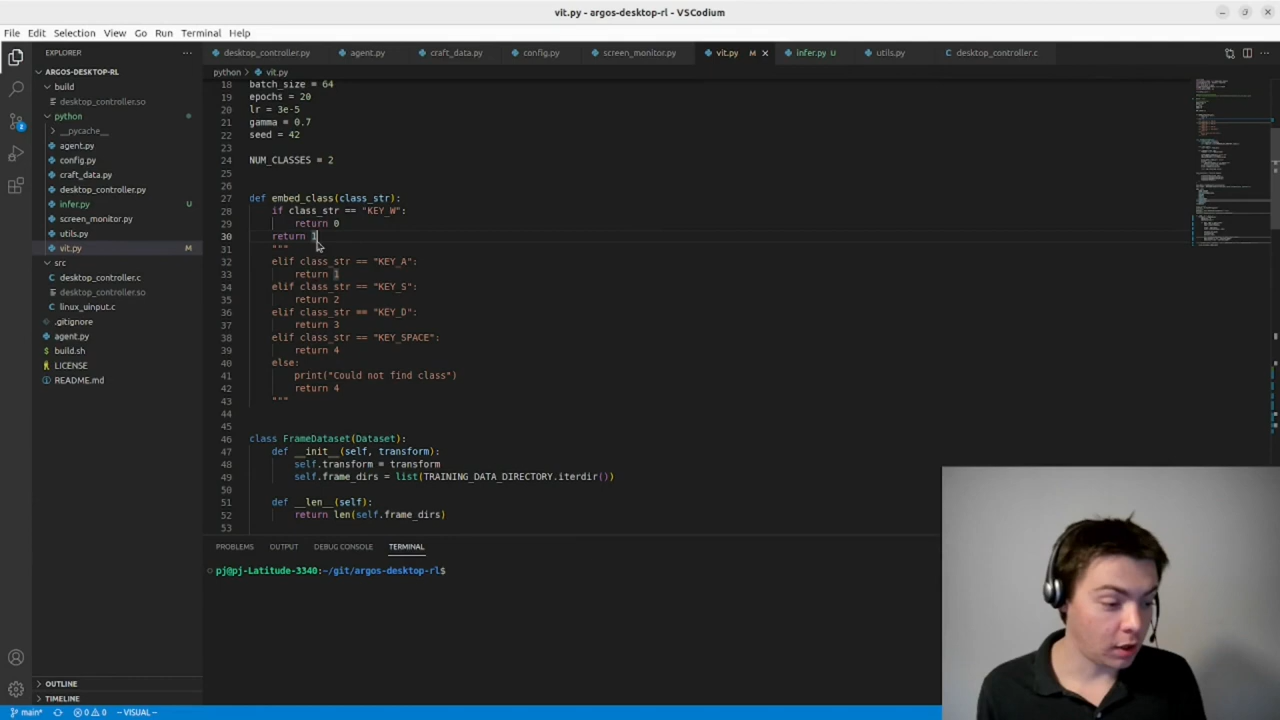 vit.py - argos-desktop-rl - VSCodium
File Edit Selection View Go Run Terminal Help
EXPLORER
desktop_controller.py agent.py craft_data.py config.py screen_monitor.py vit.py M infer.py U utils.py desktop_controller.c
python > vit.py
ARGOS-DESKTOP-RL
build
desktop_controller.so
python
__pycache__
agent.py
config.py
craft_data.py
desktop_controller.py
infer.py U
screen_monitor.py
utils.py
vit.py M
src
desktop_controller.c
desktop_controller.so
linux_uinput.c
.gitignore
agent.py
build.sh
LICENSE
README.md
OUTLINE
TIMELINE
18 batch_size = 64
19 epochs = 20
20 lr = 3e-5
21 gamma = 0.7
22 seed = 42
23
24 NUM_CLASSES = 2
25
26
27 def embed_class(class_str):
28 if class_str == "KEY_W":
29 return 0
30 return 1
31 """
32 elif class_str == "KEY_A":
33 return 1
34 elif class_str == "KEY_S":
35 return 2
36 elif class_str == "KEY_D":
37 return 3
38 elif class_str == "KEY_SPACE":
39 return 4
40 else:
41 print("Could not find class")
42 return 4
43 """
44
45
46 class FrameDataset(Dataset):
47 def __init__(self, transform):
48 self.transform = transform
49 self.frame_dirs = list(TRAINING_DATA_DIRECTORY.iterdir())
50
51 def __len__(self):
52 return len(self.frame_dirs)
53
PROBLEMS OUTPUT DEBUG CONSOLE TERMINAL
pj@pj-Latitude-3340:~/git/argos-desktop-rl$
main* 0 0 -- VISUAL --